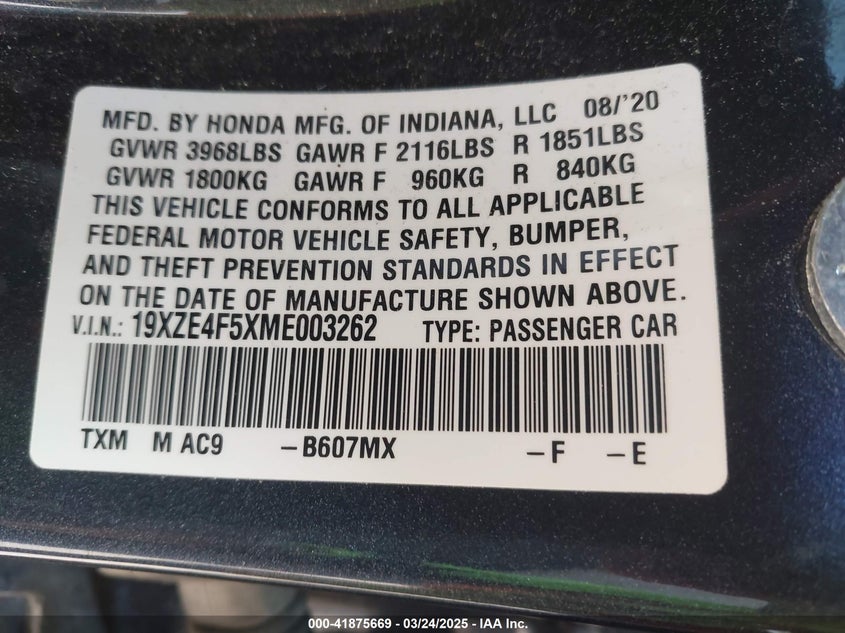 MFD. BY HONDA MFG. OF INDIANA, LLC 08/'20
GVWR 3968LBS GAWR F 2116LBS R 1851LBS
GVWR 1800KG GAWR F 960KG R 840KG
THIS VEHICLE CONFORMS TO ALL APPLICABLE
FEDERAL MOTOR VEHICLE SAFETY, BUMPER,
AND THEFT PREVENTION STANDARDS IN EFFECT
ON THE DATE OF MANUFACTURE SHOWN ABOVE.
V.I.N.: 19XZE4F5XME003262 TYPE: PASSENGER CAR
TXM M AC9 –B607MX –F –E
000-41875669 | 03/24/2025 – IAA Inc.